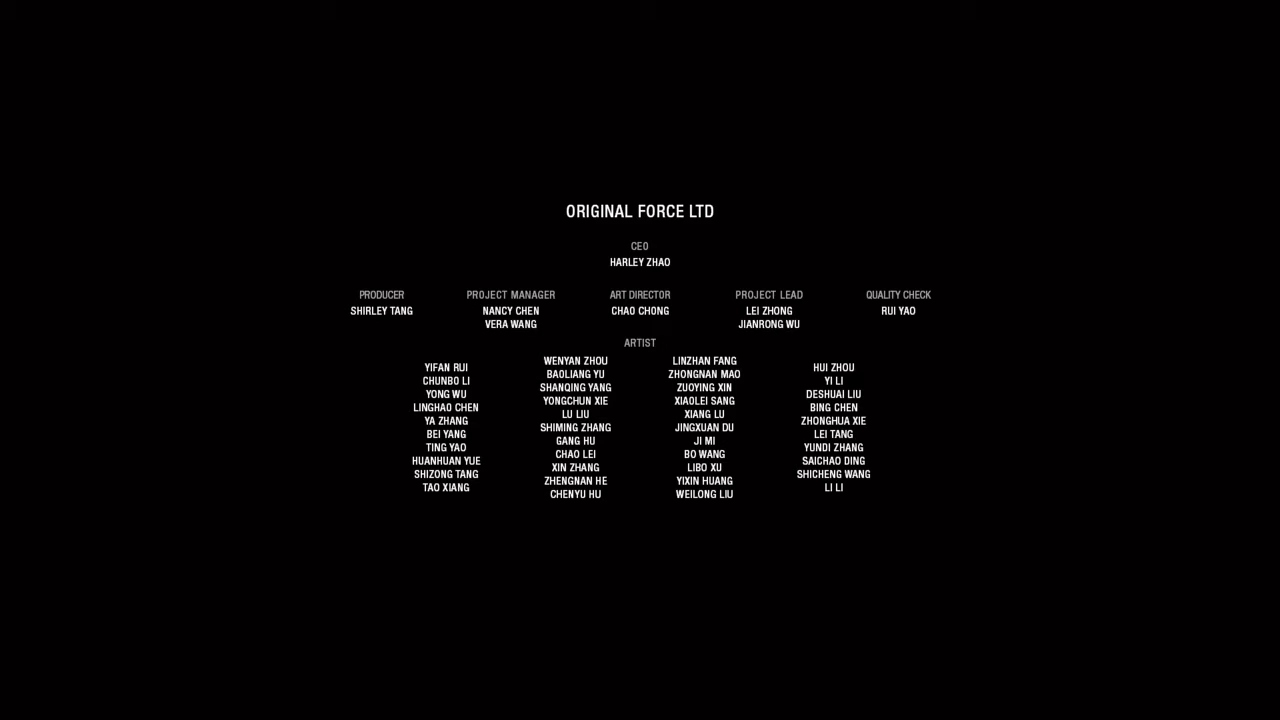 ORIGINAL FORCE LTD
CEO
HARLEY ZHAO
PRODUCER
SHIRLEY TANG
PROJECT MANAGER
NANCY CHEN
VERA WANG
ART DIRECTOR
CHAO CHONG
PROJECT LEAD
LEI ZHONG
JIANRONG WU
QUALITY CHECK
RUI YAO
ARTIST
YIFAN RUI
CHUNBO LI
YONG WU
LINGHAO CHEN
YA ZHANG
BEI YANG
TING YAO
HUANHUAN YUE
SHIZONG TANG
TAO XIANG
WENYAN ZHOU
BAOLIANG YU
SHANQING YANG
YONGCHUN XIE
LU LIU
SHIMING ZHANG
GANG HU
CHAO LEI
XIN ZHANG
ZHENGNAN HE
CHENYU HU
LINZHAN FANG
ZHONGNAN MAO
ZUOYING XIN
XIAOLEI SANG
XIANG LU
JINGXUAN DU
JI MI
BO WANG
LIBO XU
YIXIN HUANG
WEILONG LIU
HUI ZHOU
YI LI
DESHUAI LIU
BING CHEN
ZHONGHUA XIE
LEI TANG
YUNDI ZHANG
SAICHAO DING
SHICHENG WANG
LI LI